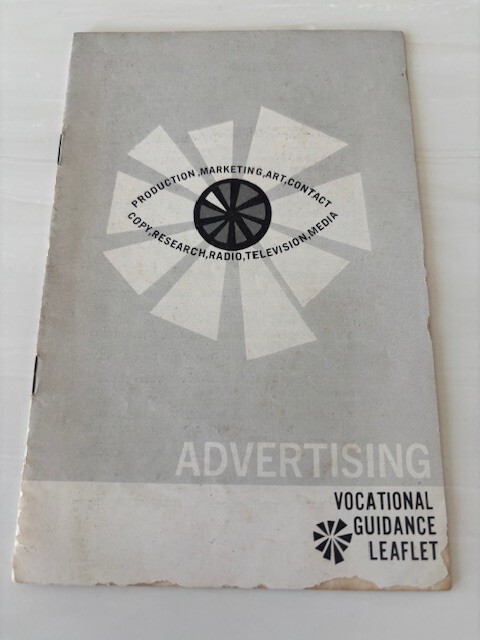 PRODUCTION,MARKETING,ART,CONTACT
COPY,RESEARCH,RADIO,TELEVISION,MEDIA
ADVERTISING
VOCATIONAL
GUIDANCE
LEAFLET